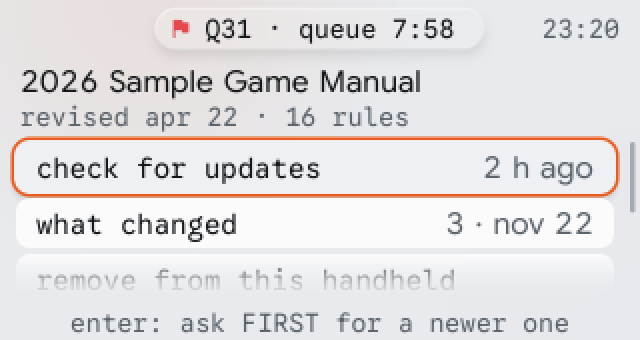 Q31 · queue 7:58 23:20
2026 Sample Game Manual
revised apr 22 · 16 rules
check for updates 2 h ago
what changed 3 · nov 22
remove from this handheld
enter: ask FIRST for a newer one